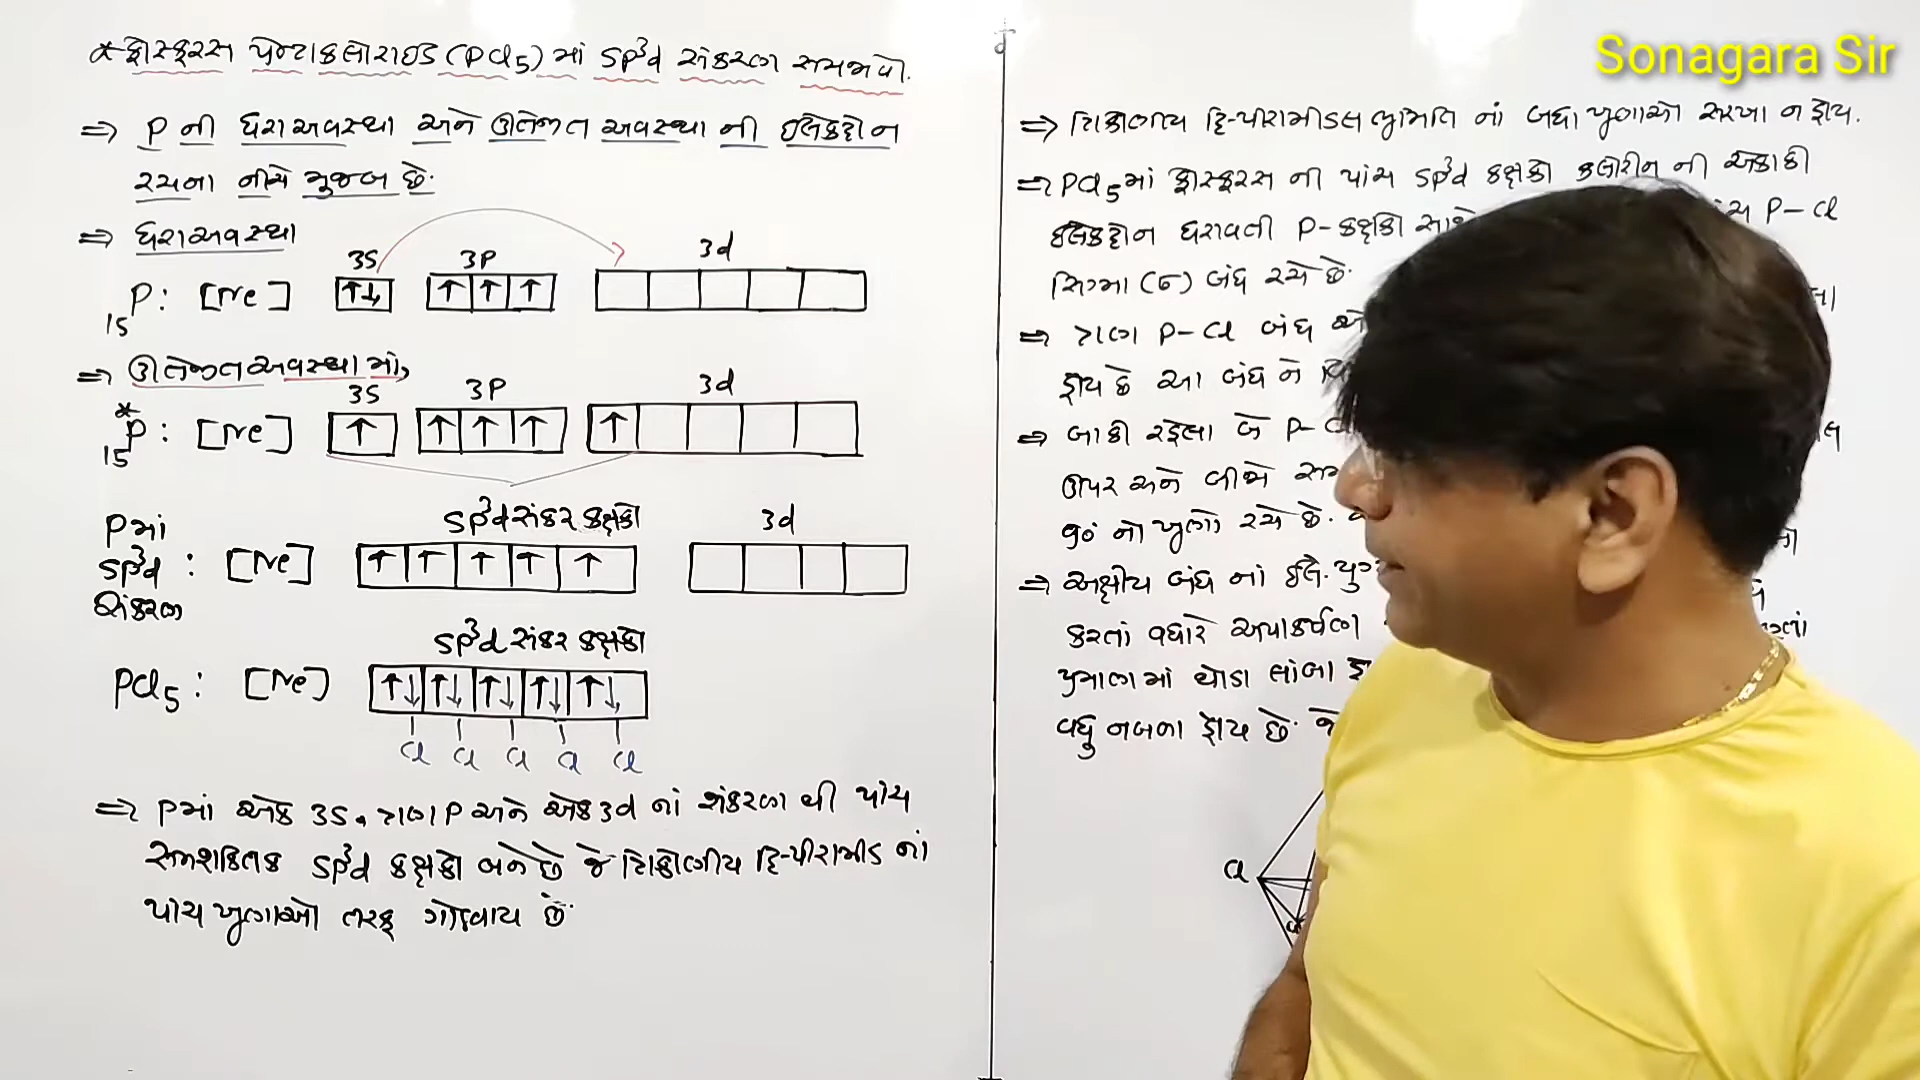 * ફોસ્ફરસ પેન્ટાક્લોરાઇડ (PCl5) માં sp³d સંકરણ સમજાવો.
⇒ P ની ધરાઅવસ્થા અને ઉત્તેજીત અવસ્થા ની ઇલેક્ટ્રોન
રચના નીચે મુજબ છે.
⇒ ધરાઅવસ્થા
3s 3p 3d
15P : [Ne] ↑↓ ↑ ↑ ↑
⇒ ઉત્તેજીત અવસ્થા માં,
3s 3p 3d
15P* : [Ne] ↑ ↑ ↑ ↑ ↑
sp³d સંકર કક્ષકો 3d
Pમાં
sp³d : [Ne] ↑ ↑ ↑ ↑ ↑
સંકરણ
sp³d સંકર કક્ષકો
PCl5 : [Ne] ↑↓ ↑↓ ↑↓ ↑↓ ↑↓
Cl Cl Cl Cl Cl
⇒ Pમાં એક 3s, ત્રણ P અને એક 3d નાં સંકરણ થી પાંચ
સમશક્તિક sp³d કક્ષકો બને છે જે ત્રિકોણીય દ્વિ-પીરામીડ નાં
પાંચ ખૂણાઓ તરફ ગોઠવાય છે.
Sonagara Sir
⇒ ત્રિકોણીય દ્વિ-પીરામીડલ ભૂમિતિ નાં બધા ખૂણાઓ સરખા ન હોય.
⇒ PCl5માં ફોસ્ફરસ ની પાંચ sp³d કક્ષકો ક્લોરીન ની એકાકી
ઇલેક્ટ્રોન ધરાવતી P-કક્ષકો સાથે P-Cl
સિગ્મા (σ) બંધ રચે છે.
⇒ ત્રણ P-Cl બંધ
હોય છે આ બંધ ને
⇒ બાકી રહેલા બે P-Cl
ઉપર અને નીચે
90° નો ખૂણો રચે છે.
⇒ અક્ષીય બંધ નાં ઇલે. યુગ્મ
કરતાં વધારે અપાકર્ષણ
પ્રમાણ માં થોડા લાંબા
વધુ નબળા હોય છે.
Cl